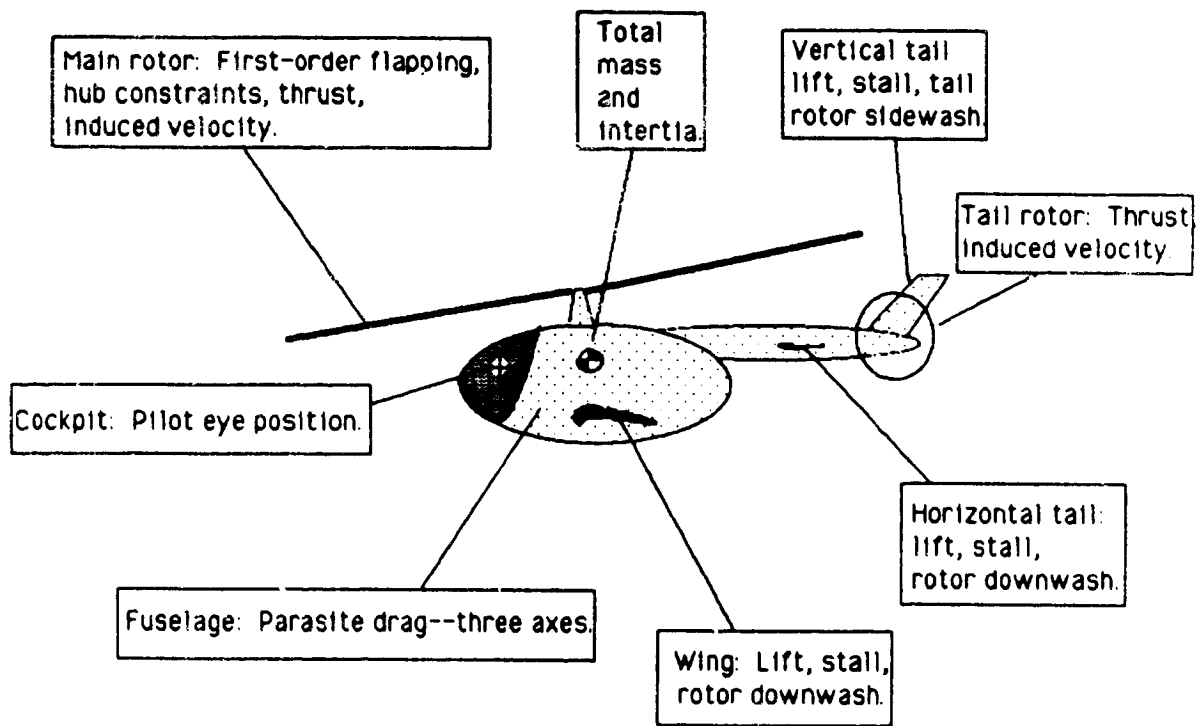 Main rotor: First-order flapping,
hub constraints, thrust,
induced velocity.
Total
mass
and
intertia.
Vertical tail
lift, stall, tail
rotor sidewash.
Tail rotor: Thrust
induced velocity.
Cockpit: Pilot eye position.
Horizontal tail:
lift, stall,
rotor downwash.
Fuselage: Parasite drag--three axes.
Wing: Lift, stall,
rotor downwash.